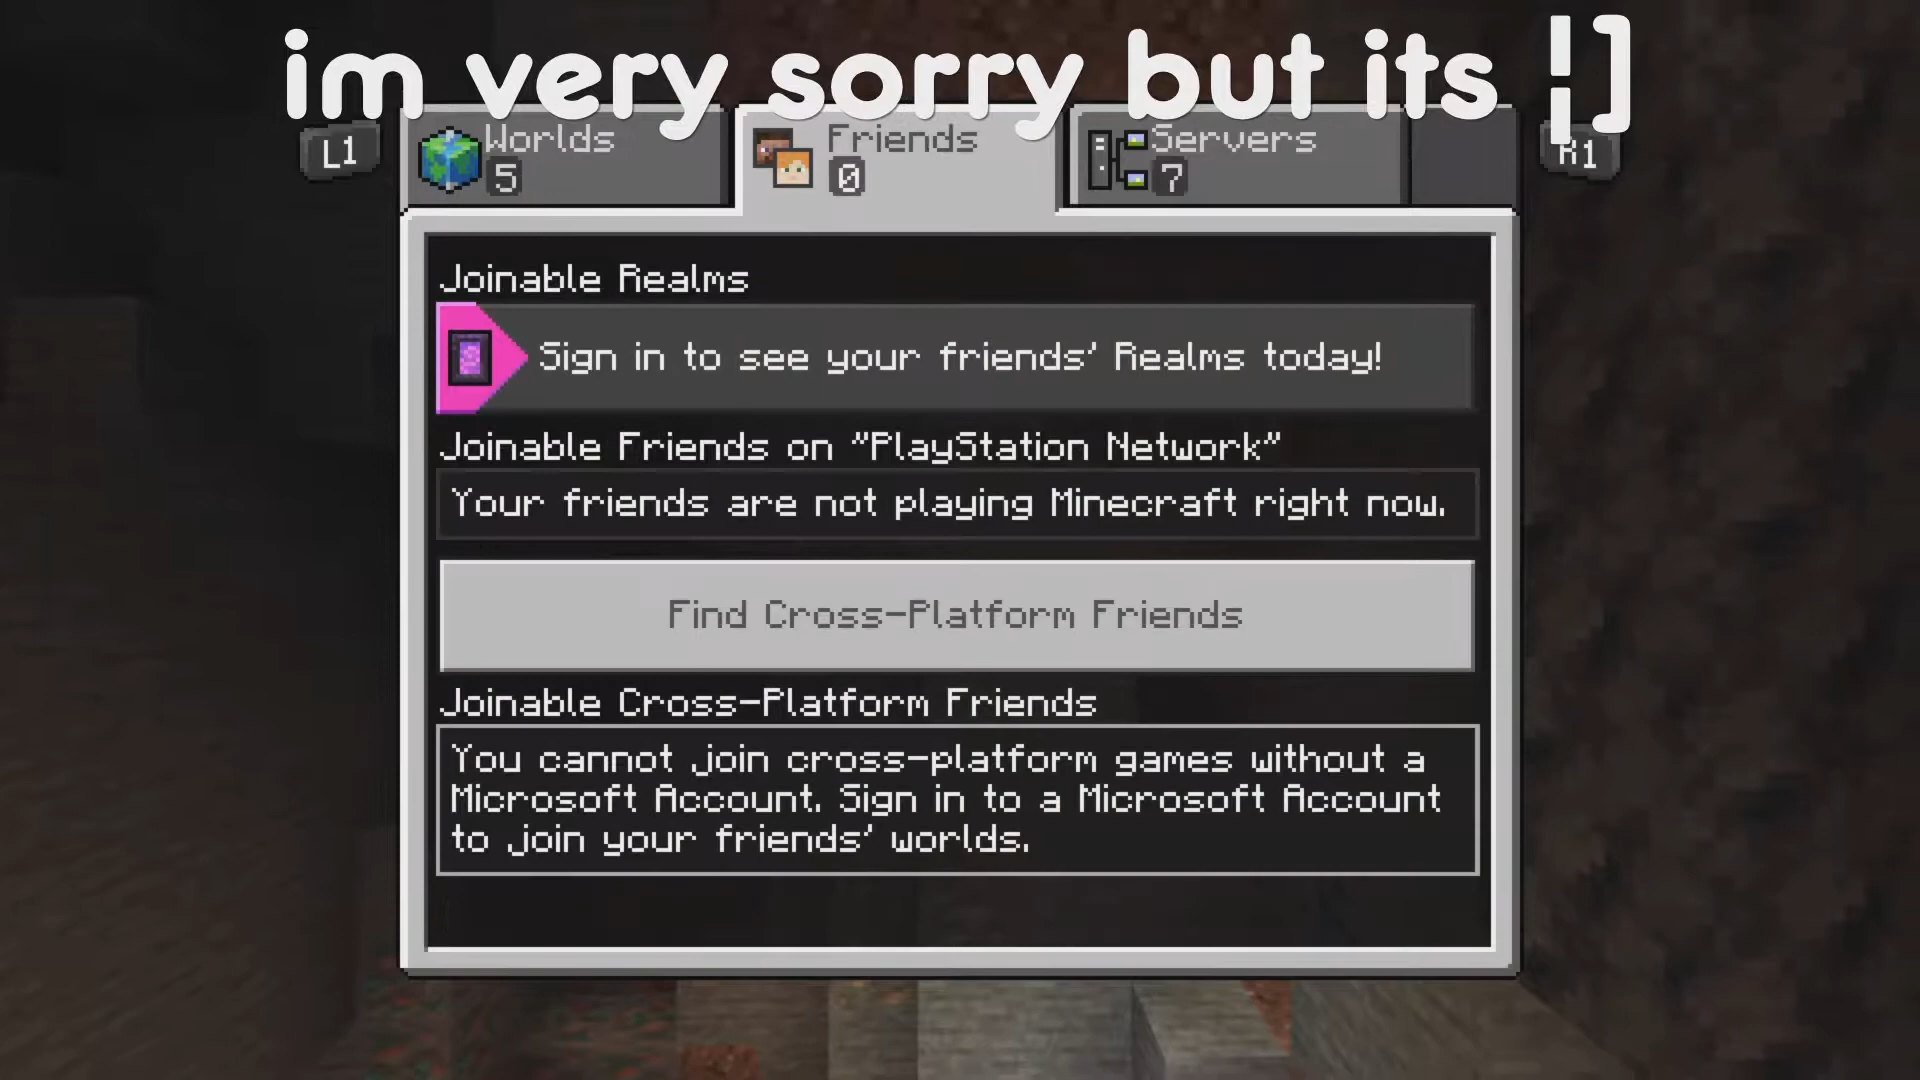 im very sorry but its ¦]
L1
Worlds
5
Friends
0
Servers
7
R1
Joinable Realms
Sign in to see your friends' Realms today!
Joinable Friends on "PlayStation Network"
Your friends are not playing Minecraft right now.
Find Cross-Platform Friends
Joinable Cross-Platform Friends
You cannot join cross-platform games without a
Microsoft Account. Sign in to a Microsoft Account
to join your friends' worlds.